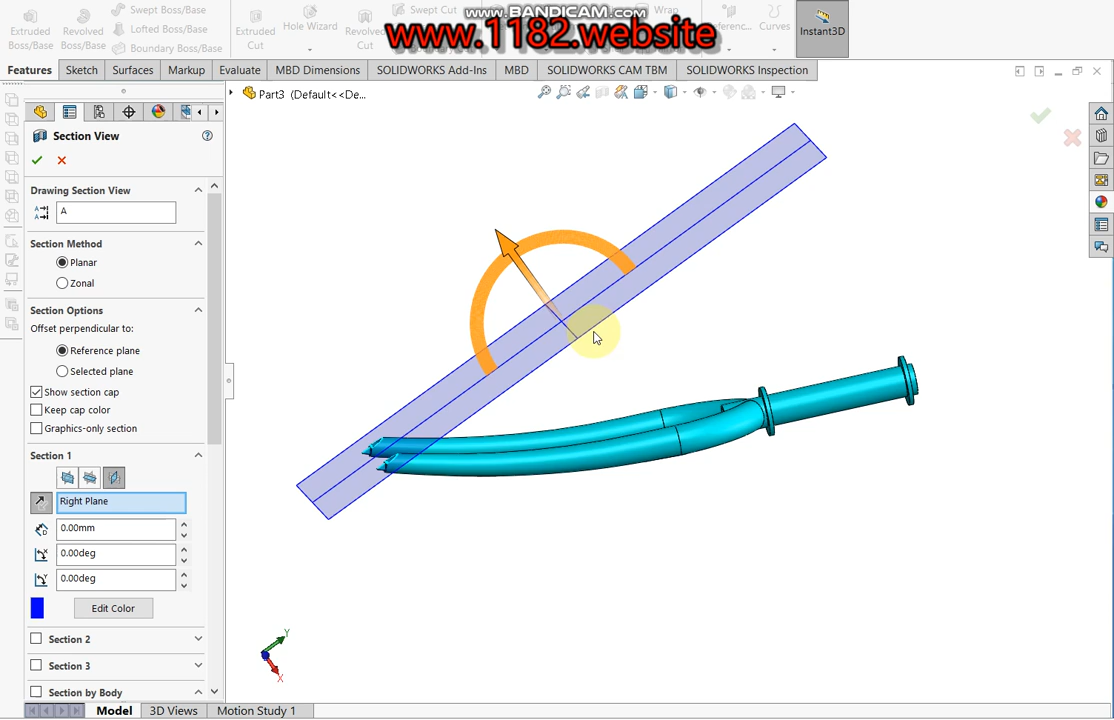 www.BANDICAM.com
www.1182.website
Extruded
Boss/Base
Revolved
Boss/Base
Swept Boss/Base
Lofted Boss/Base
Boundary Boss/Base
Extruded
Cut
Hole Wizard
Revolved
Cut
Swept Cut
Wrap
Curves
Instant3D
Features
Sketch
Surfaces
Markup
Evaluate
MBD Dimensions
SOLIDWORKS Add-Ins
MBD
SOLIDWORKS CAM TBM
SOLIDWORKS Inspection
Part3 (Default<<De...
Section View
Drawing Section View
A
Section Method
Planar
Zonal
Section Options
Offset perpendicular to:
Reference plane
Selected plane
Show section cap
Keep cap color
Graphics-only section
Section 1
Right Plane
0.00mm
0.00deg
0.00deg
Edit Color
Section 2
Section 3
Section by Body
Y
X
Model
3D Views
Motion Study 1